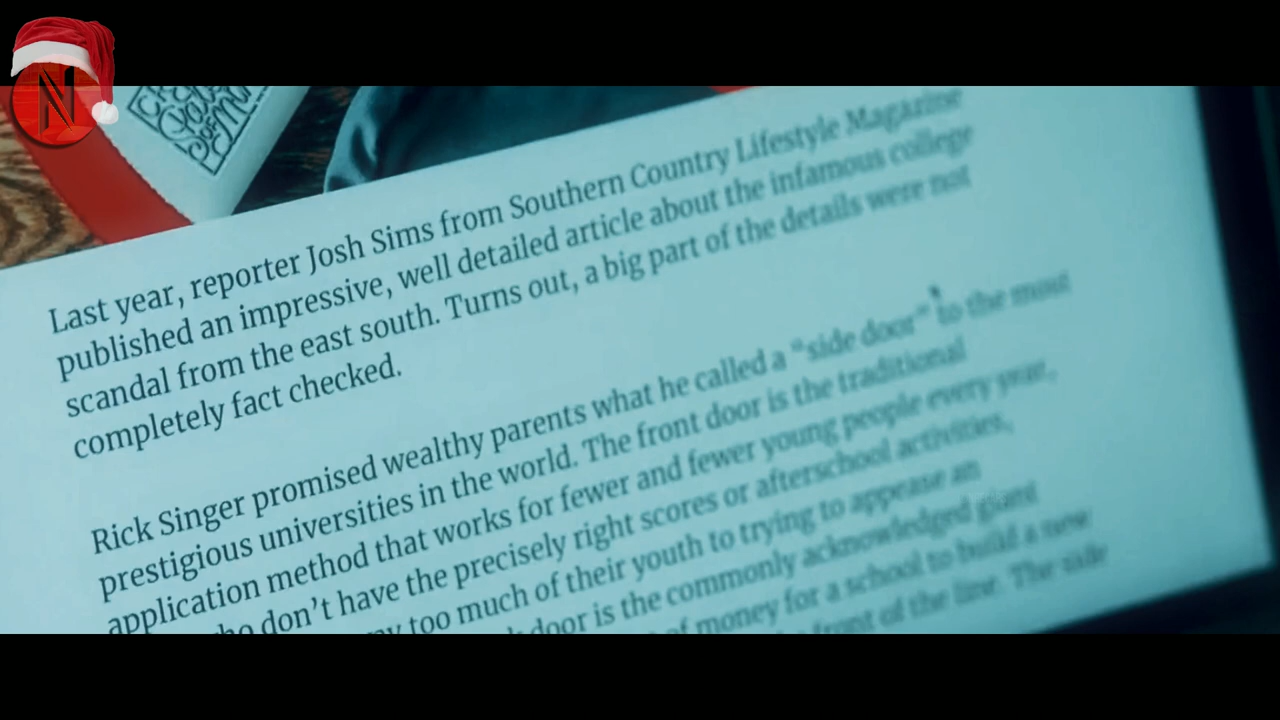 N
Last year, reporter Josh Sims from Southern Country Lifestyle Magazine
published an impressive, well detailed article about the infamous college
scandal from the east south. Turns out, a big part of the details were not
completely fact checked.
Rick Singer promised wealthy parents what he called a “side door” to the most
prestigious universities in the world. The front door is the traditional
application method that works for fewer and fewer young people every year,
don’t have the precisely right scores or afterschool activities,
too much of their youth to trying to appease an
door is the commonly acknowledged giant
of money for a school to build a new
front of the line. The side